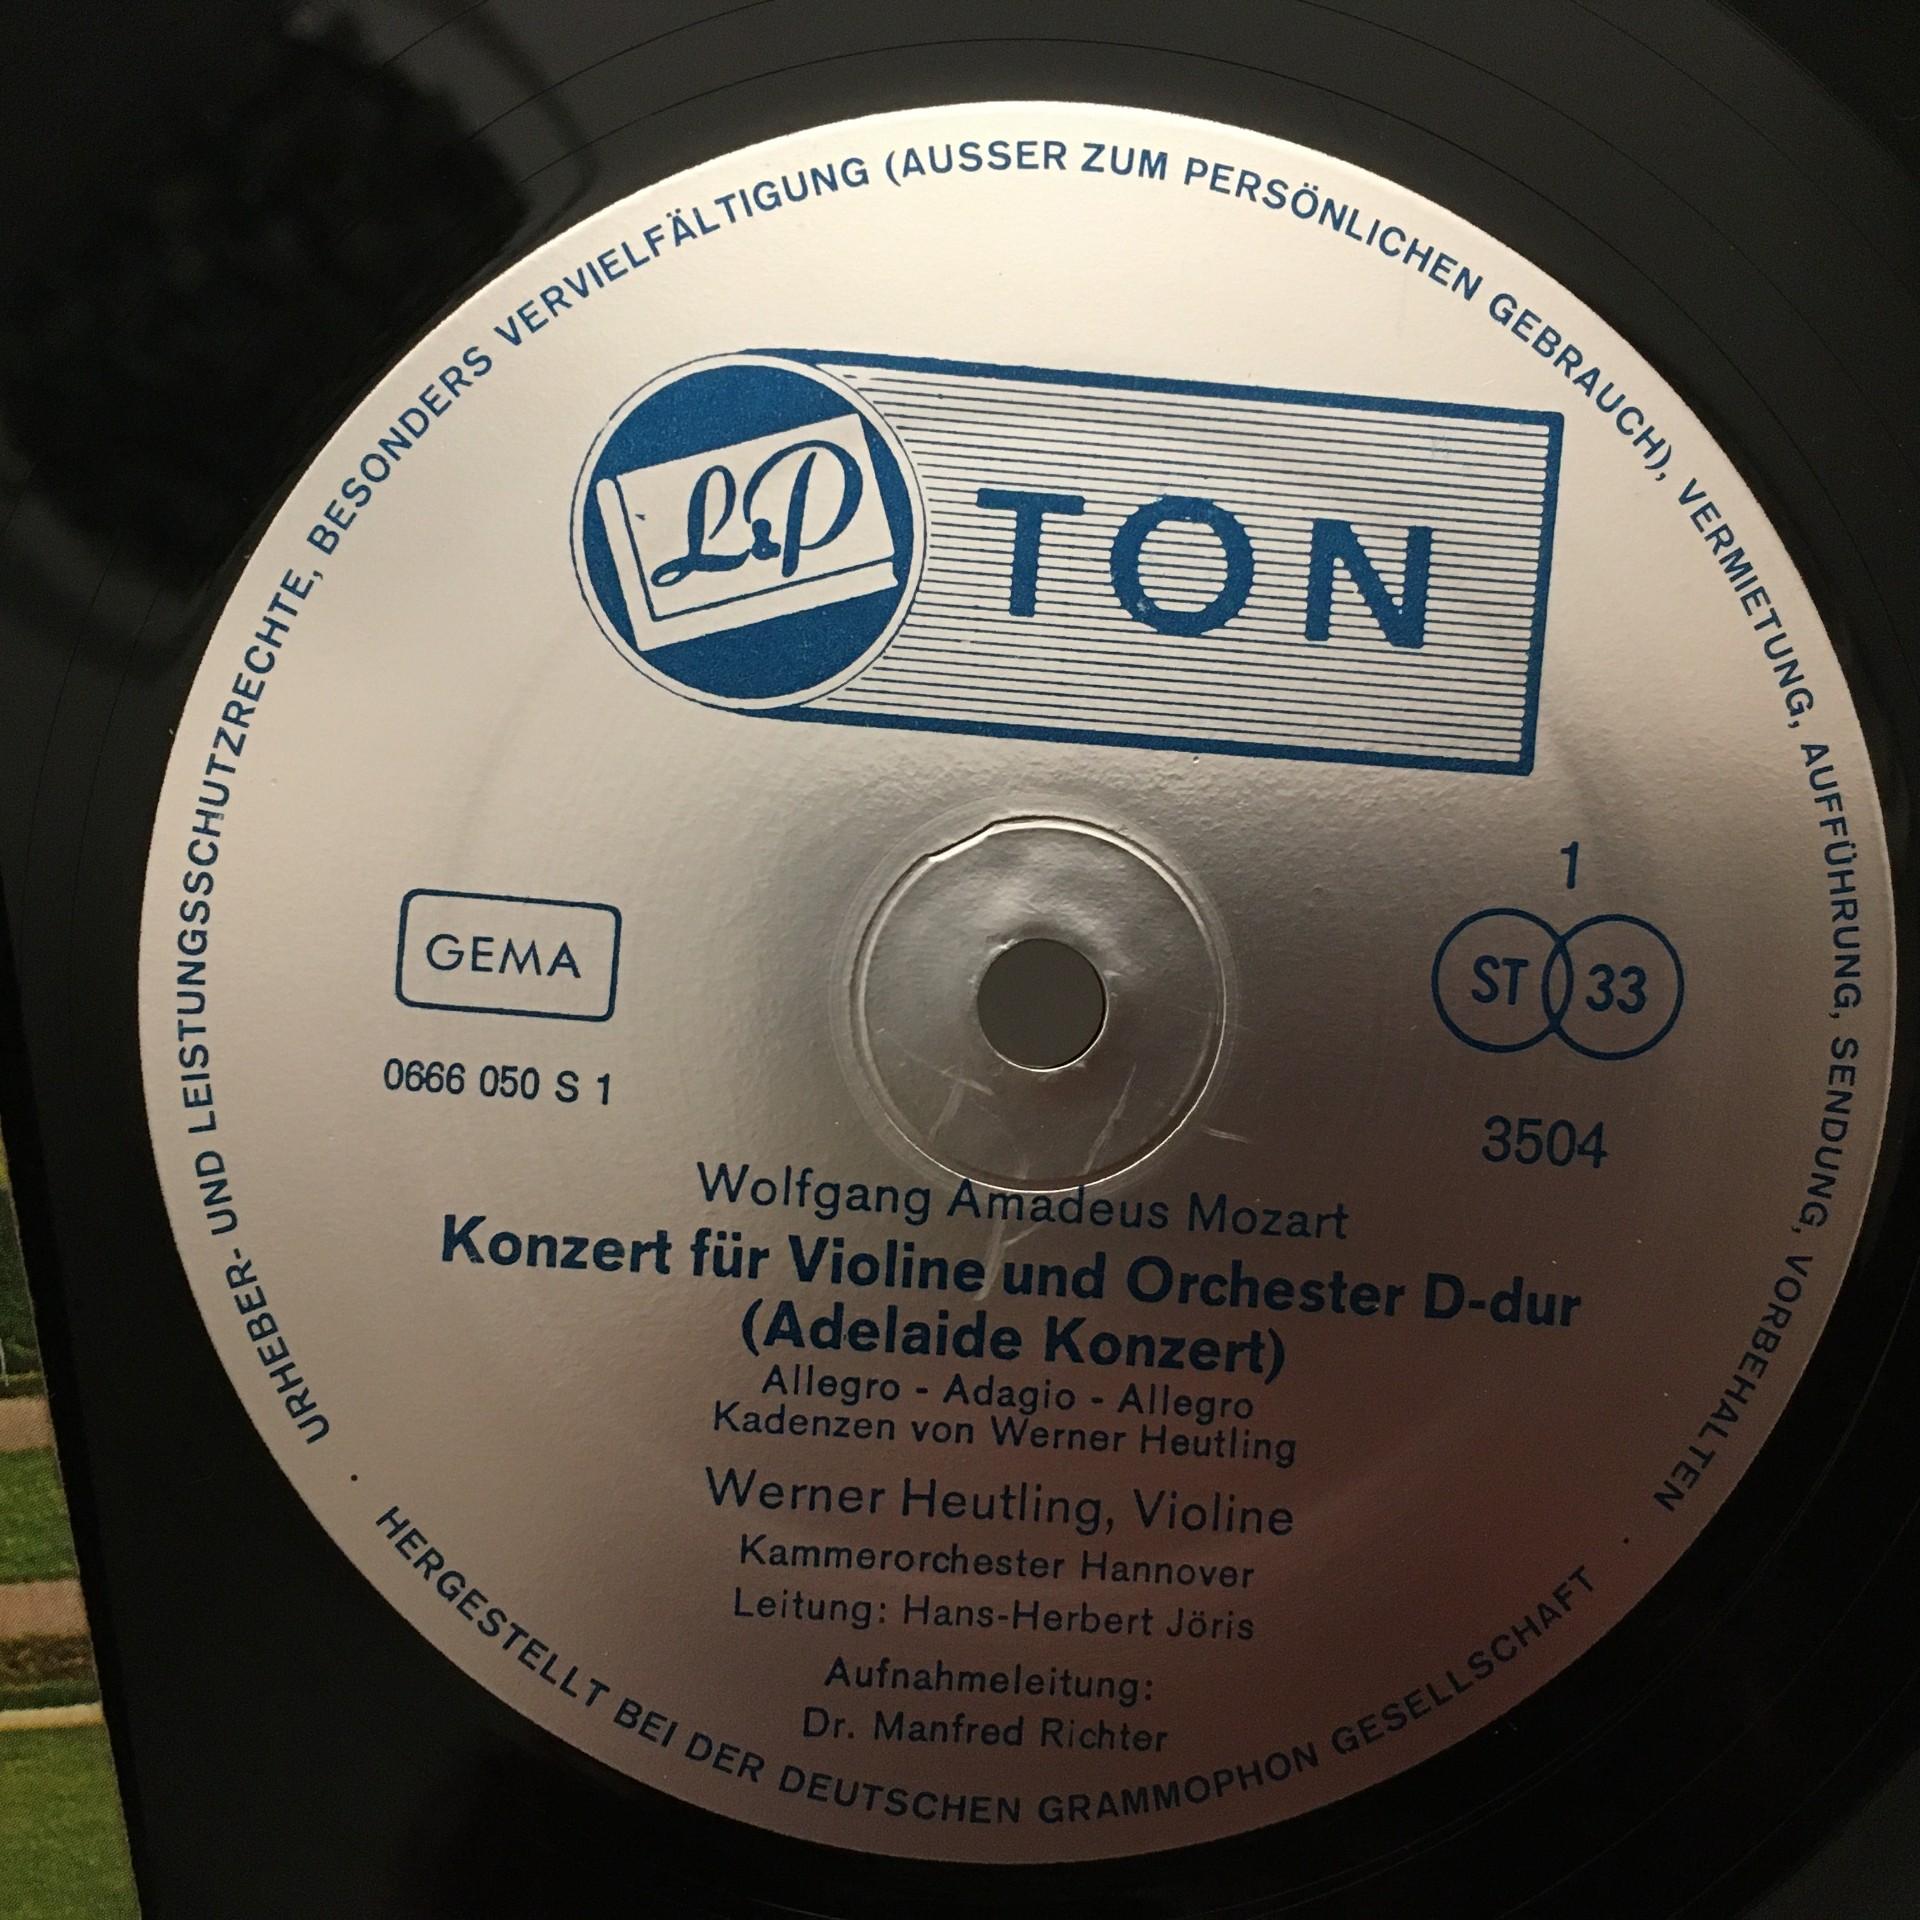 URHEBER- UND LEISTUNGSSCHUTZRECHTE, BESONDERS VERVIELFÄLTIGUNG (AUSSER ZUM PERSÖNLICHEN GEBRAUCH), VERMIETUNG, AUFFÜHRUNG, SENDUNG, VORBEHALTEN
L&P
TON
1
GEMA
ST 33
0666 050 S 1
3504
Wolfgang Amadeus Mozart
Konzert für Violine und Orchester D-dur
(Adelaide Konzert)
Allegro - Adagio - Allegro
Kadenzen von Werner Heutling
Werner Heutling, Violine
Kammerorchester Hannover
Leitung: Hans-Herbert Jöris
Aufnahmeleitung:
Dr. Manfred Richter
· HERGESTELLT BEI DER DEUTSCHEN GRAMMOPHON GESELLSCHAFT ·